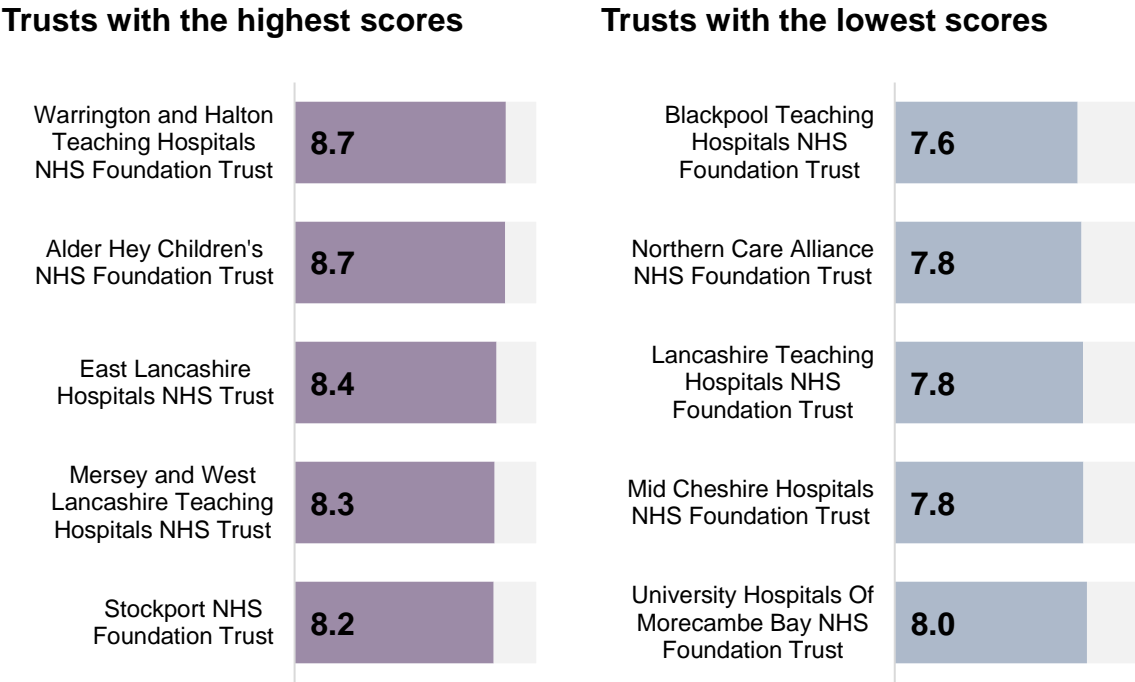 Trusts with the highest scores
Warrington and Halton
Teaching Hospitals
NHS Foundation Trust
8.7
Alder Hey Children's
NHS Foundation Trust
8.7
East Lancashire
Hospitals NHS Trust
8.4
Mersey and West
Lancashire Teaching
Hospitals NHS Trust
8.3
Stockport NHS
Foundation Trust
8.2
Trusts with the lowest scores
Blackpool Teaching
Hospitals NHS
Foundation Trust
7.6
Northern Care Alliance
NHS Foundation Trust
7.8
Lancashire Teaching
Hospitals NHS
Foundation Trust
7.8
Mid Cheshire Hospitals
NHS Foundation Trust
7.8
University Hospitals Of
Morecambe Bay NHS
Foundation Trust
8.0